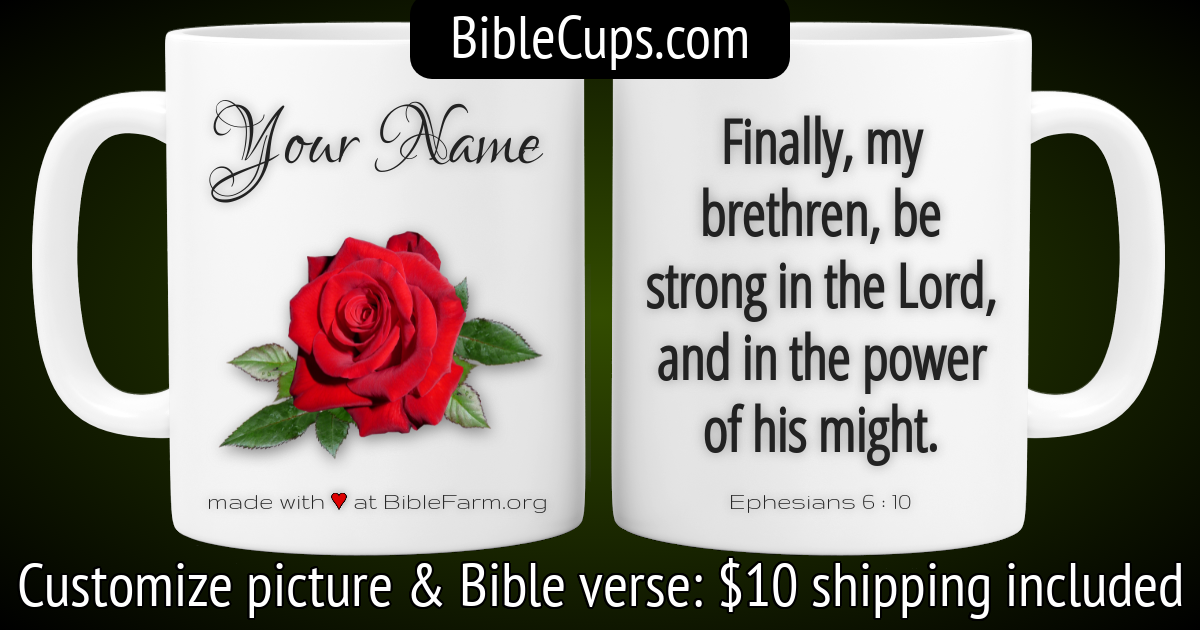 BibleCups.com
Your Name
made with ♥ at BibleFarm.org
Finally, my
brethren, be
strong in the Lord,
and in the power
of his might.
Ephesians 6 : 10
Customize picture & Bible verse: $10 shipping included